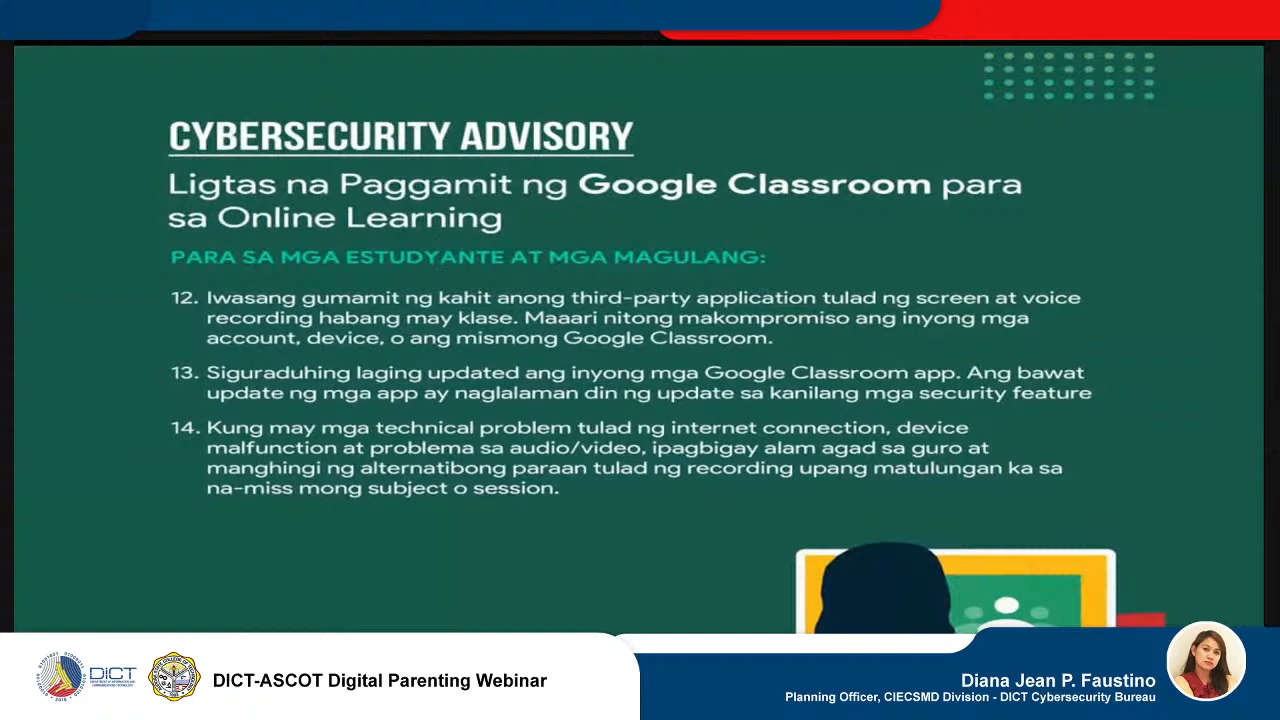 CYBERSECURITY ADVISORY
Ligtas na Paggamit ng Google Classroom para
sa Online Learning
PARA SA MGA ESTUDYANTE AT MGA MAGULANG:
12. Iwasang gumamit ng kahit anong third-party application tulad ng screen at voice
recording habang may klase. Maaari nitong makompromiso ang inyong mga
account, device, o ang mismong Google Classroom.
13. Siguraduhing laging updated ang inyong mga Google Classroom app. Ang bawat
update ng mga app ay naglalaman din ng update sa kanilang mga security feature
14. Kung may mga technical problem tulad ng internet connection, device
malfunction at problema sa audio/video, ipagbigay alam agad sa guro at
manghingi ng alternatibong paraan tulad ng recording upang matulungan ka sa
na-miss mong subject o session.
DICT
DICT-ASCOT Digital Parenting Webinar
Diana Jean P. Faustino
Planning Officer, CIECSMD Division - DICT Cybersecurity Bureau